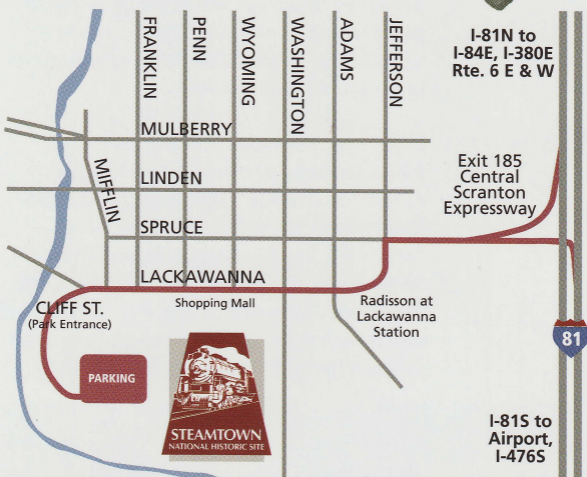 FRANKLIN
PENN
WYOMING
WASHINGTON
ADAMS
JEFFERSON
I-81N to
I-84E, I-380E
Rte. 6 E & W
MULBERRY
MIFFLIN
LINDEN
Exit 185
Central
Scranton
Expressway
SPRUCE
LACKAWANNA
Shopping Mall
Radisson at
Lackawanna
Station
CLIFF ST.
(Park Entrance)
81
PARKING
STEAMTOWN
NATIONAL HISTORIC SITE
I-81S to
Airport,
I-476S